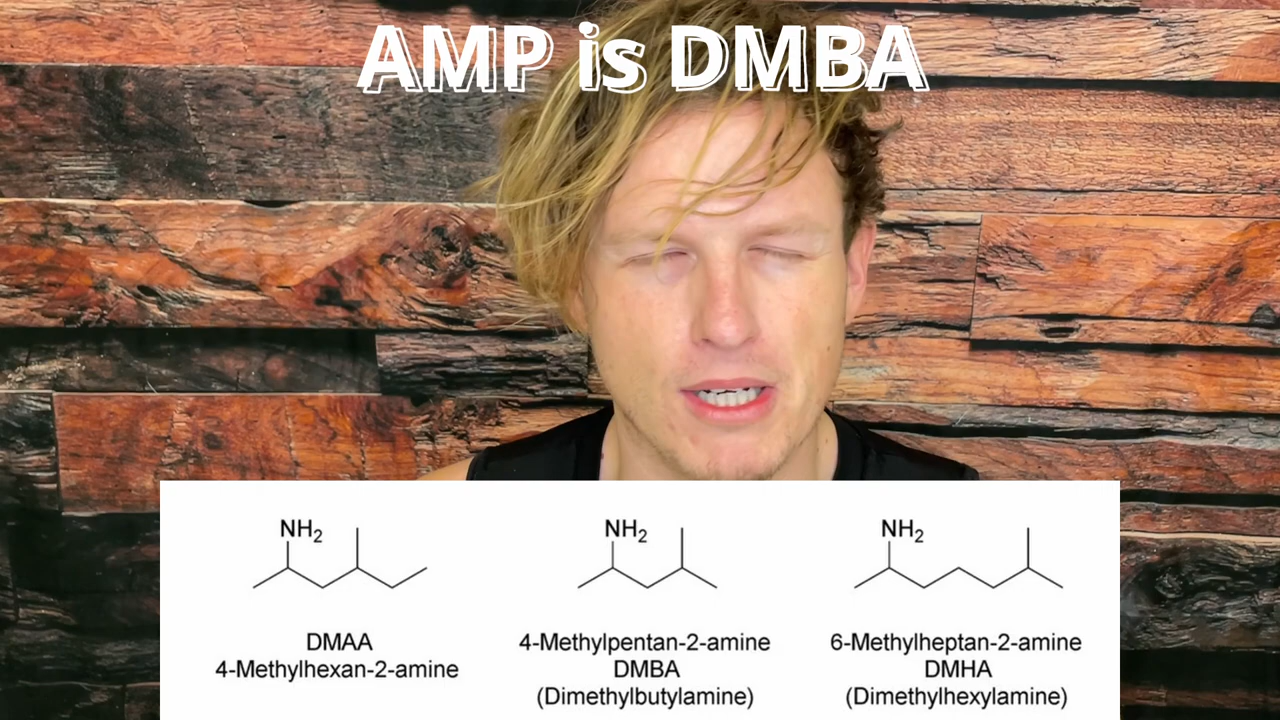 AMP is DMBA
NH2
NH2
NH2
DMAA
4-Methylhexan-2-amine
4-Methylpentan-2-amine
DMBA
(Dimethylbutylamine)
6-Methylheptan-2-amine
DMHA
(Dimethylhexylamine)